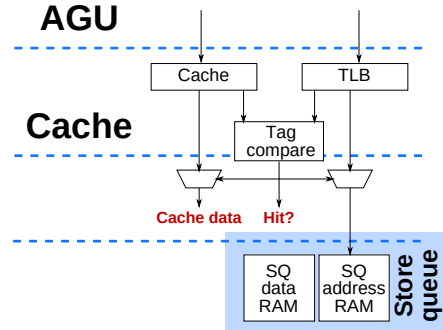 AGU
Cache
TLB
Cache
Tag
compare
Cache data
Hit?
SQ
data
RAM
SQ
address
RAM
Store
queue